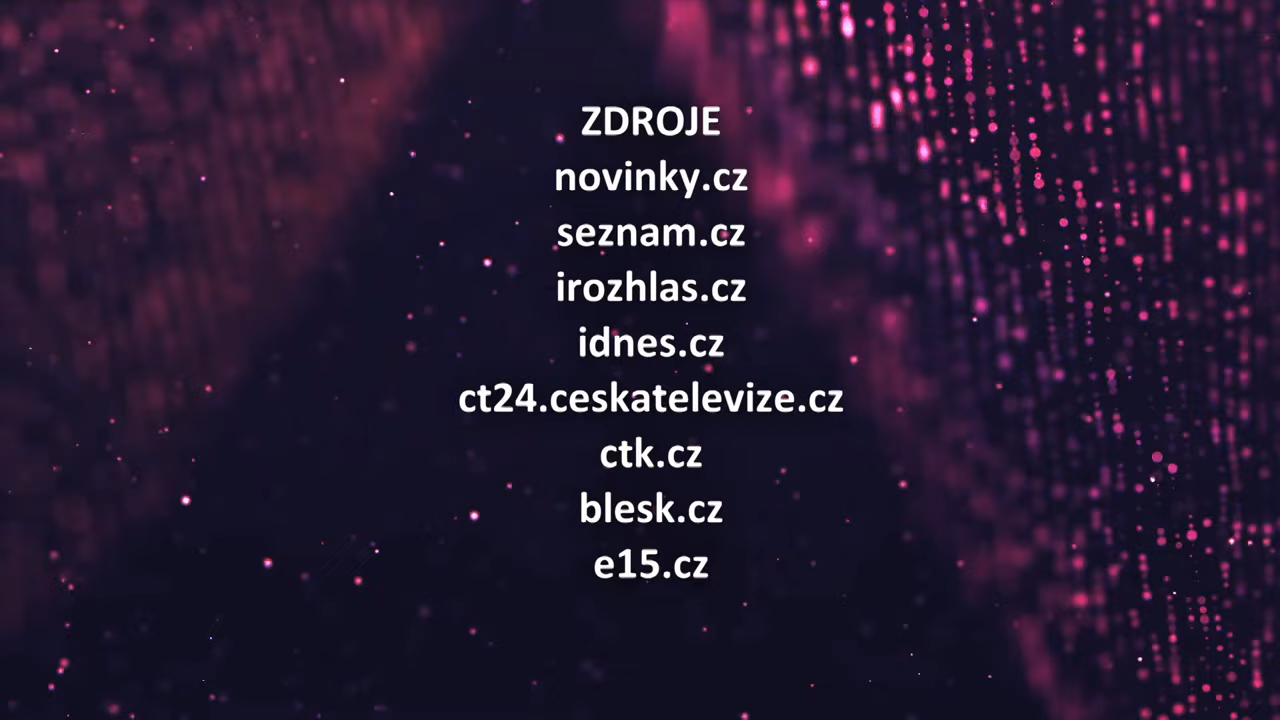 ZDROJE
novinky.cz
seznam.cz
irozhlas.cz
idnes.cz
ct24.ceskatelevize.cz
ctk.cz
blesk.cz
e15.cz